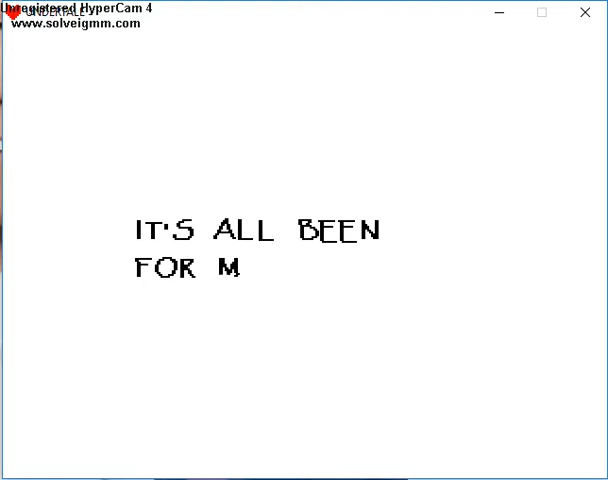 Unregistered HyperCam 4
UNDERTALE
www.solveigmm.com
IT'S ALL BEEN
FOR M